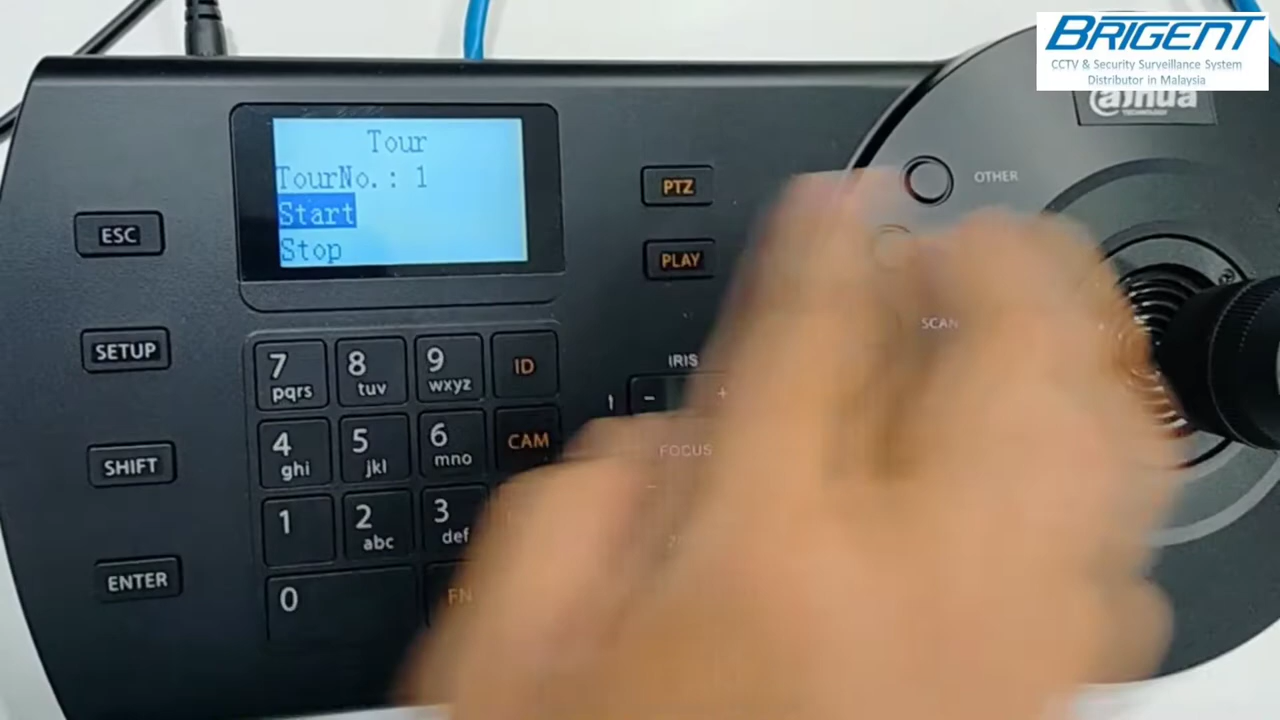 BRIGENT
CCTV & Security Surveillance System
Distributor in Malaysia
alhua
TECHNOLOGY
Tour
TourNo.: 1
Start
Stop
ESC
SETUP
SHIFT
ENTER
7 pqrs
8 tuv
9 wxyz
ID
4 ghi
5 jkl
6 mno
CAM
1
2 abc
3 def
0
FN
PTZ
PLAY
IRIS
- +
FOCUS
OTHER
SCAN